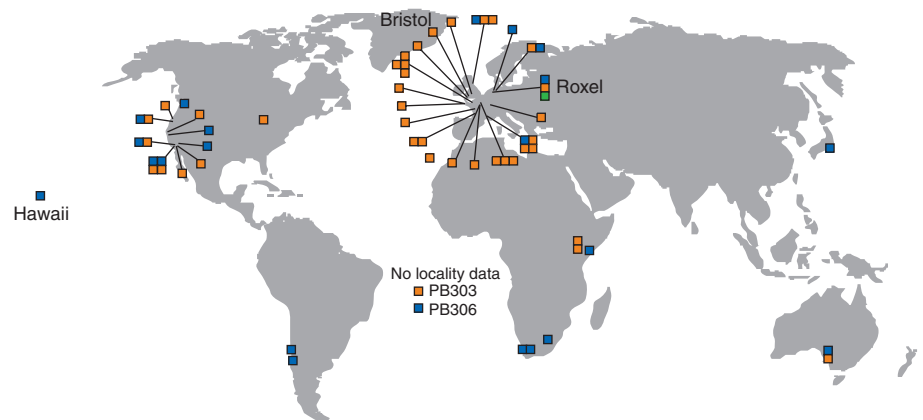 Bristol
Roxel
Hawaii
No locality data
PB303
PB306